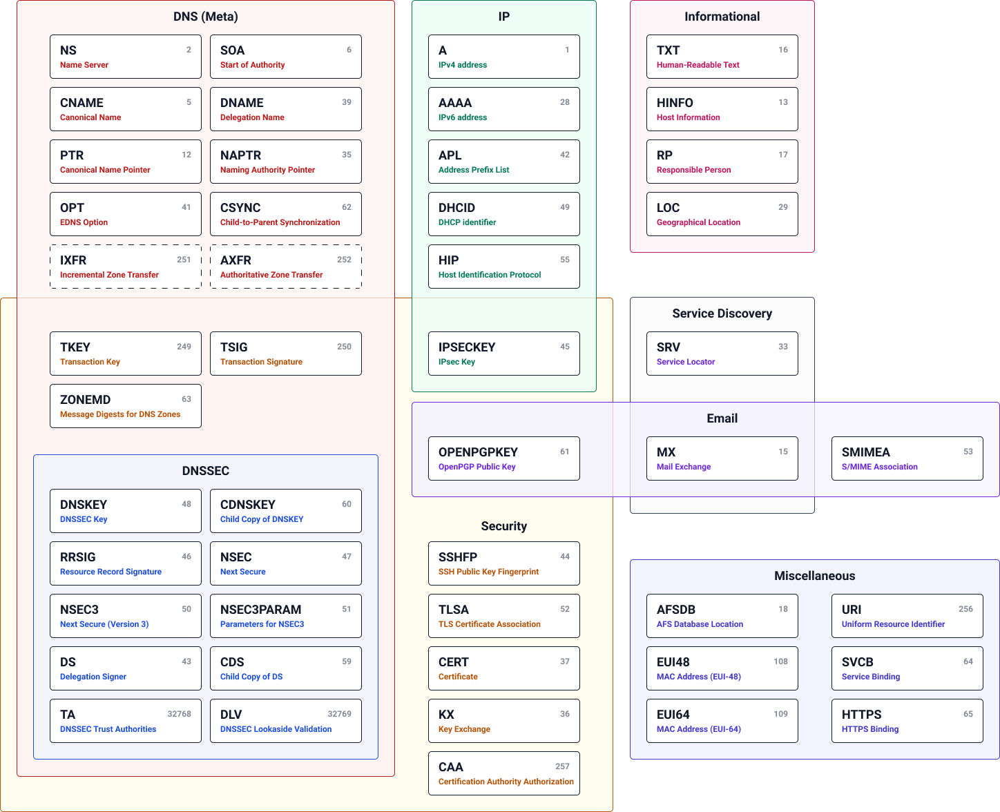 DNS (Meta)
NS 2
Name Server
SOA 6
Start of Authority
CNAME 5
Canonical Name
DNAME 39
Delegation Name
PTR 12
Canonical Name Pointer
NAPTR 35
Naming Authority Pointer
OPT 41
EDNS Option
CSYNC 62
Child-to-Parent Synchronization
IXFR 251
Incremental Zone Transfer
AXFR 252
Authoritative Zone Transfer
TKEY 249
Transaction Key
TSIG 250
Transaction Signature
ZONEMD 63
Message Digests for DNS Zones
DNSSEC
DNSKEY 48
DNSSEC Key
CDNSKEY 60
Child Copy of DNSKEY
RRSIG 46
Resource Record Signature
NSEC 47
Next Secure
NSEC3 50
Next Secure (Version 3)
NSEC3PARAM 51
Parameters for NSEC3
DS 43
Delegation Signer
CDS 59
Child Copy of DS
TA 32768
DNSSEC Trust Authorities
DLV 32769
DNSSEC Lookaside Validation
IP
A 1
IPv4 address
AAAA 28
IPv6 address
APL 42
Address Prefix List
DHCID 49
DHCP identifier
HIP 55
Host Identification Protocol
IPSECKEY 45
IPsec Key
Informational
TXT 16
Human-Readable Text
HINFO 13
Host Information
RP 17
Responsible Person
LOC 29
Geographical Location
Service Discovery
SRV 33
Service Locator
Email
OPENPGPKEY 61
OpenPGP Public Key
MX 15
Mail Exchange
SMIMEA 53
S/MIME Association
Security
SSHFP 44
SSH Public Key Fingerprint
TLSA 52
TLS Certificate Association
CERT 37
Certificate
KX 36
Key Exchange
CAA 257
Certification Authority Authorization
Miscellaneous
AFSDB 18
AFS Database Location
URI 256
Uniform Resource Identifier
EUI48 108
MAC Address (EUI-48)
SVCB 64
Service Binding
EUI64 109
MAC Address (EUI-64)
HTTPS 65
HTTPS Binding